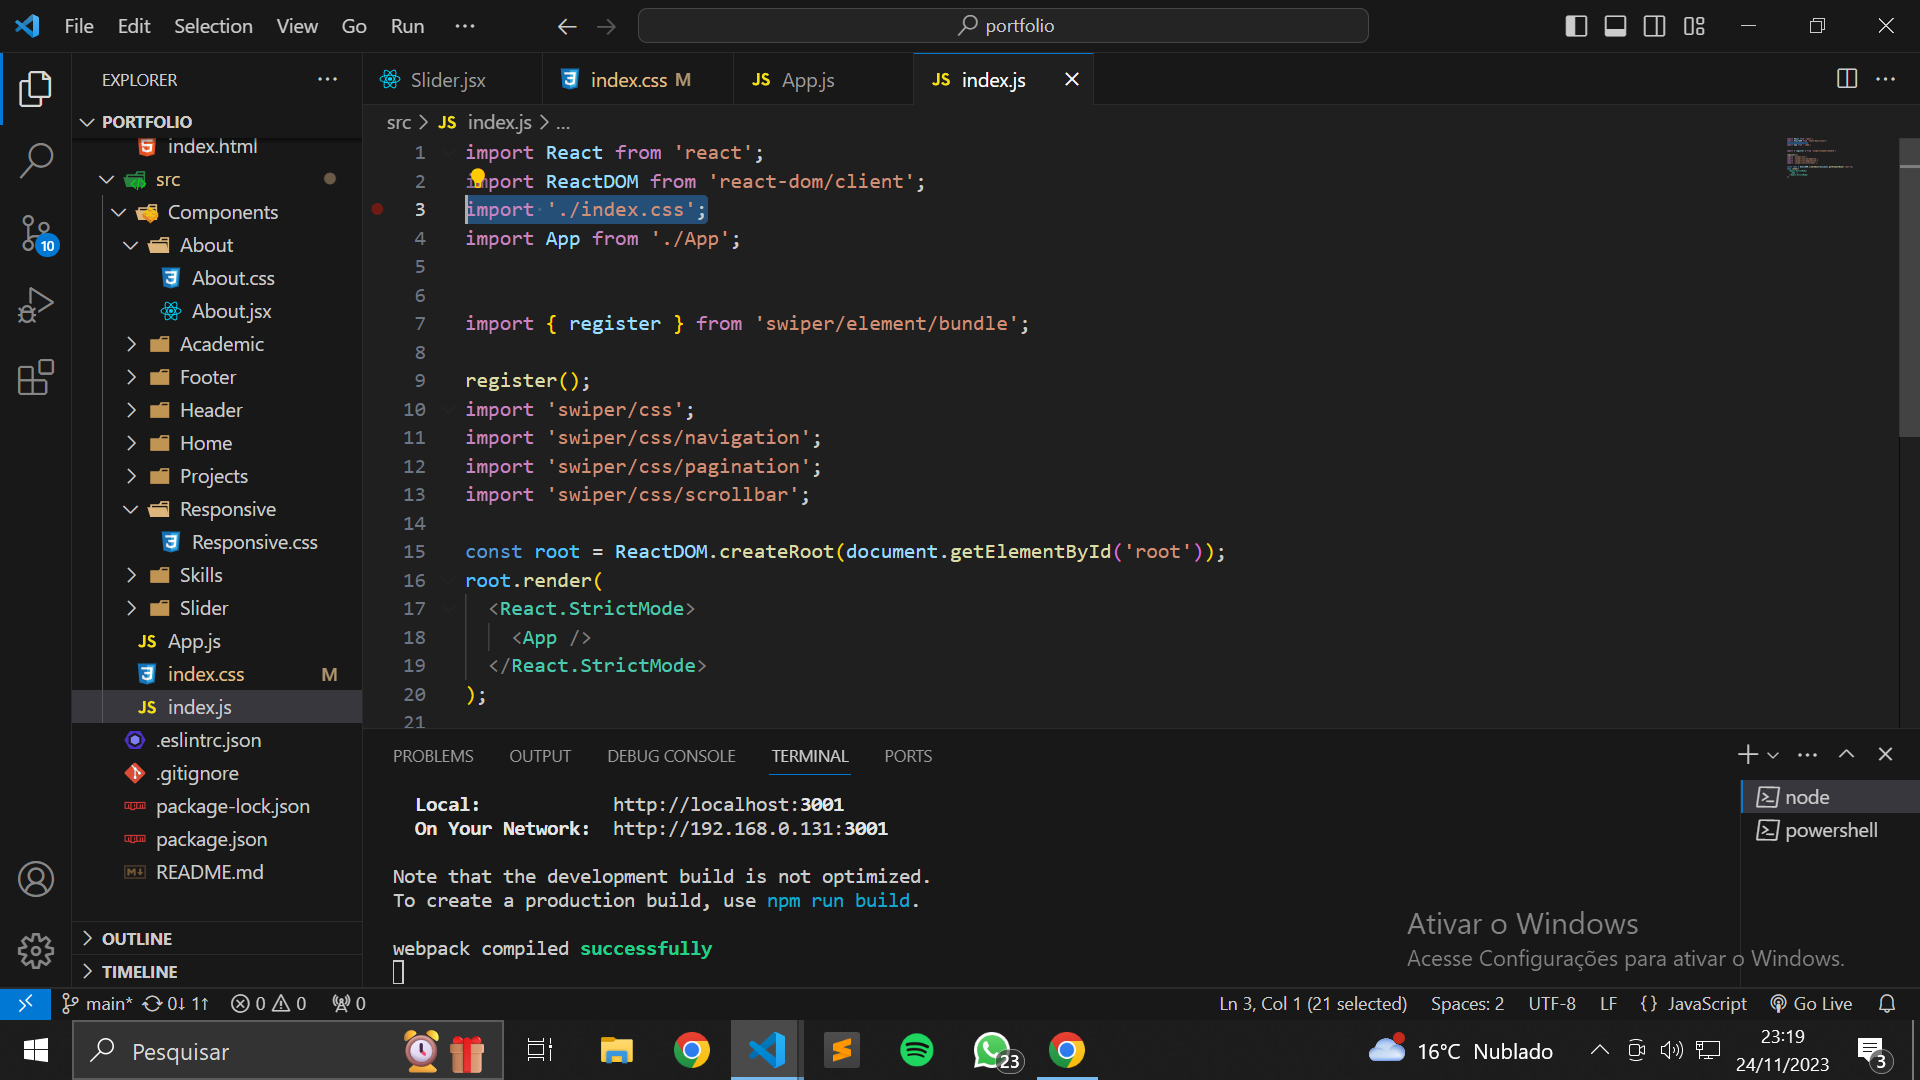 File Edit Selection View Go Run ··· portfolio
EXPLORER ···
PORTFOLIO
index.html
src
Components
About
About.css
About.jsx
Academic
Footer
Header
Home
Projects
Responsive
Responsive.css
Skills
Slider
JS App.js
index.css M
JS index.js
.eslintrc.json
.gitignore
package-lock.json
package.json
README.md
OUTLINE
TIMELINE
10
Slider.jsx index.css M JS App.js JS index.js
src > JS index.js > ...
1 import React from 'react';
2 import ReactDOM from 'react-dom/client';
3 import './index.css';
4 import App from './App';
5
6
7 import { register } from 'swiper/element/bundle';
8
9 register();
10 import 'swiper/css';
11 import 'swiper/css/navigation';
12 import 'swiper/css/pagination';
13 import 'swiper/css/scrollbar';
14
15 const root = ReactDOM.createRoot(document.getElementById('root'));
16 root.render(
17 <React.StrictMode>
18 <App />
19 </React.StrictMode>
20 );
21
PROBLEMS OUTPUT DEBUG CONSOLE TERMINAL PORTS
Local: http://localhost:3001
On Your Network: http://192.168.0.131:3001
Note that the development build is not optimized.
To create a production build, use npm run build.
webpack compiled successfully
node
powershell
Ativar o Windows
Acesse Configurações para ativar o Windows.
main* 0↓ 1↑ 0 0 0 Ln 3, Col 1 (21 selected) Spaces: 2 UTF-8 LF {} JavaScript Go Live
Pesquisar 23 16°C Nublado 23:19
24/11/2023 3